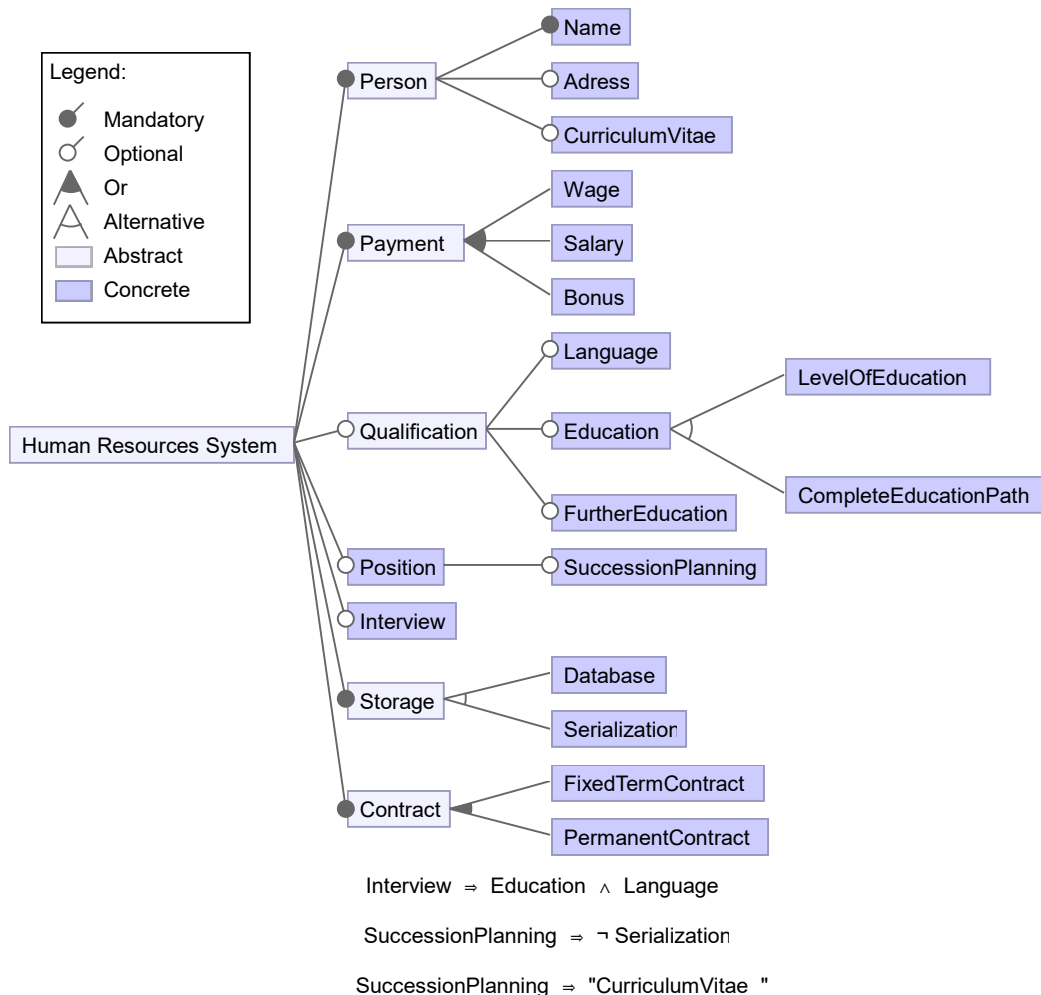 Legend:
Mandatory
Optional
Or
Alternative
Abstract
Concrete
Human Resources System
Person
Name
Adress
CurriculumVitae
Payment
Wage
Salary
Bonus
Qualification
Language
Education
LevelOfEducation
CompleteEducationPath
FurtherEducation
Position
SuccessionPlanning
Interview
Storage
Database
Serialization
Contract
FixedTermContract
PermanentContract
Interview ⇒ Education ∧ Language
SuccessionPlanning ⇒ ¬ Serialization
SuccessionPlanning ⇒ "CurriculumVitae "